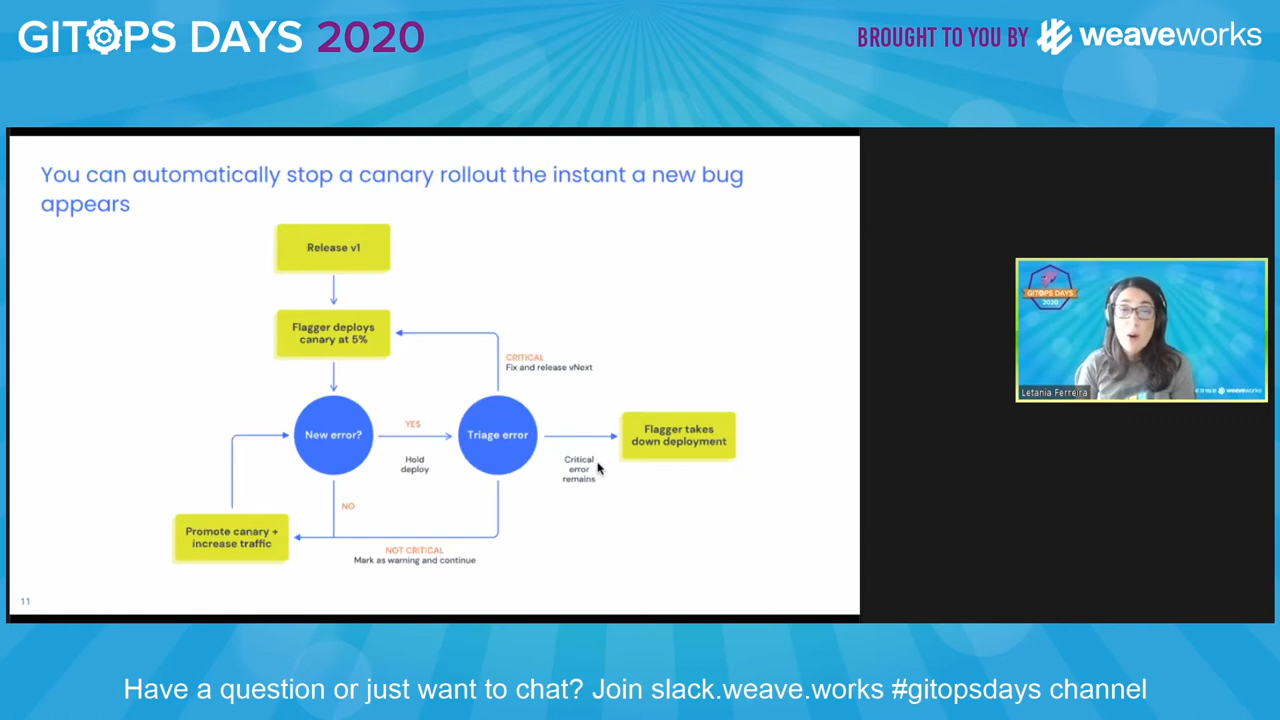 GITOPS DAYS 2020
BROUGHT TO YOU BY weaveworks
You can automatically stop a canary rollout the instant a new bug
appears
Release v1
Flagger deploys
canary at 5%
CRITICAL
Fix and release vNext
New error?
YES
Hold
deploy
Triage error
Critical
error
remains
Flagger takes
down deployment
NO
Promote canary +
increase traffic
NOT CRITICAL
Mark as warning and continue
11
GITOPS DAYS
2020
Letania Ferreira
weaveworks
Have a question or just want to chat? Join slack.weave.works #gitopsdays channel